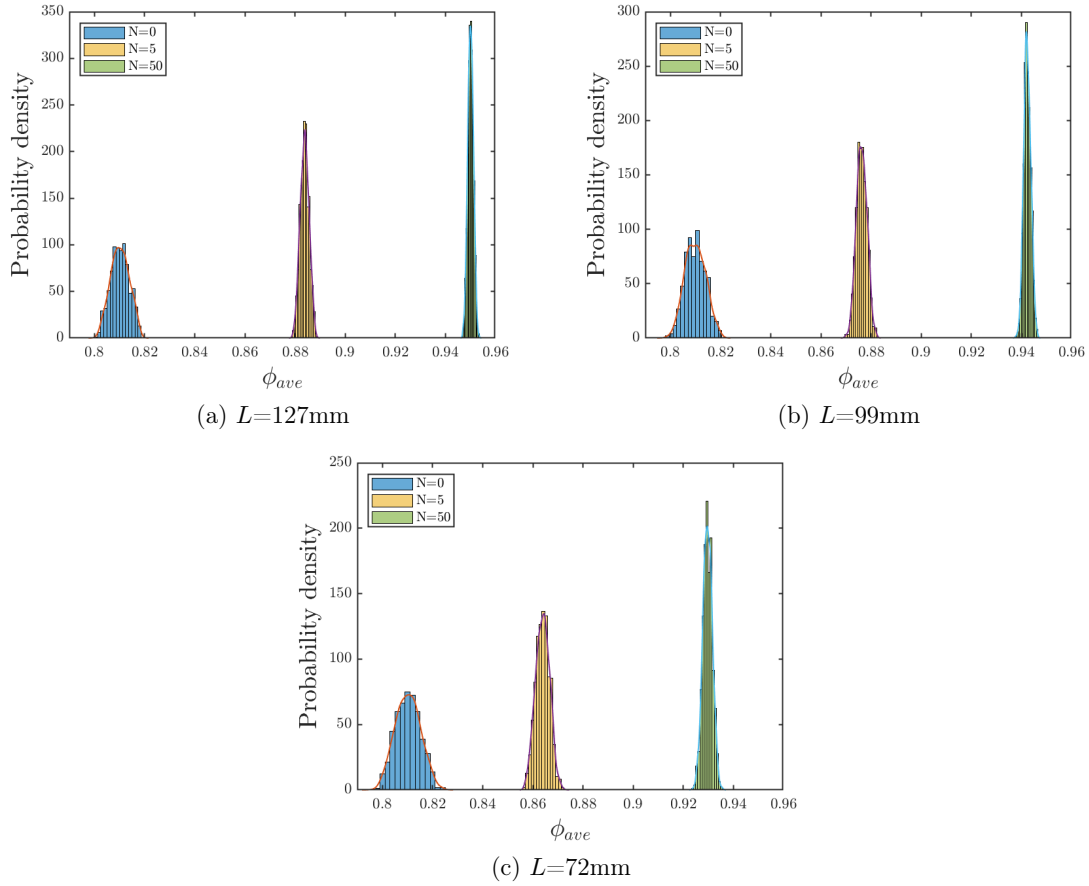 350
300
250
200
150
100
50
0
Probability density
N=0
N=5
N=50
0.8 0.82 0.84 0.86 0.88 0.9 0.92 0.94 0.96
ϕ_ave
(a) L=127mm
300
250
200
150
100
50
0
Probability density
N=0
N=5
N=50
0.8 0.82 0.84 0.86 0.88 0.9 0.92 0.94 0.96
ϕ_ave
(b) L=99mm
250
200
150
100
50
0
Probability density
N=0
N=5
N=50
0.8 0.82 0.84 0.86 0.88 0.9 0.92 0.94 0.96
ϕ_ave
(c) L=72mm